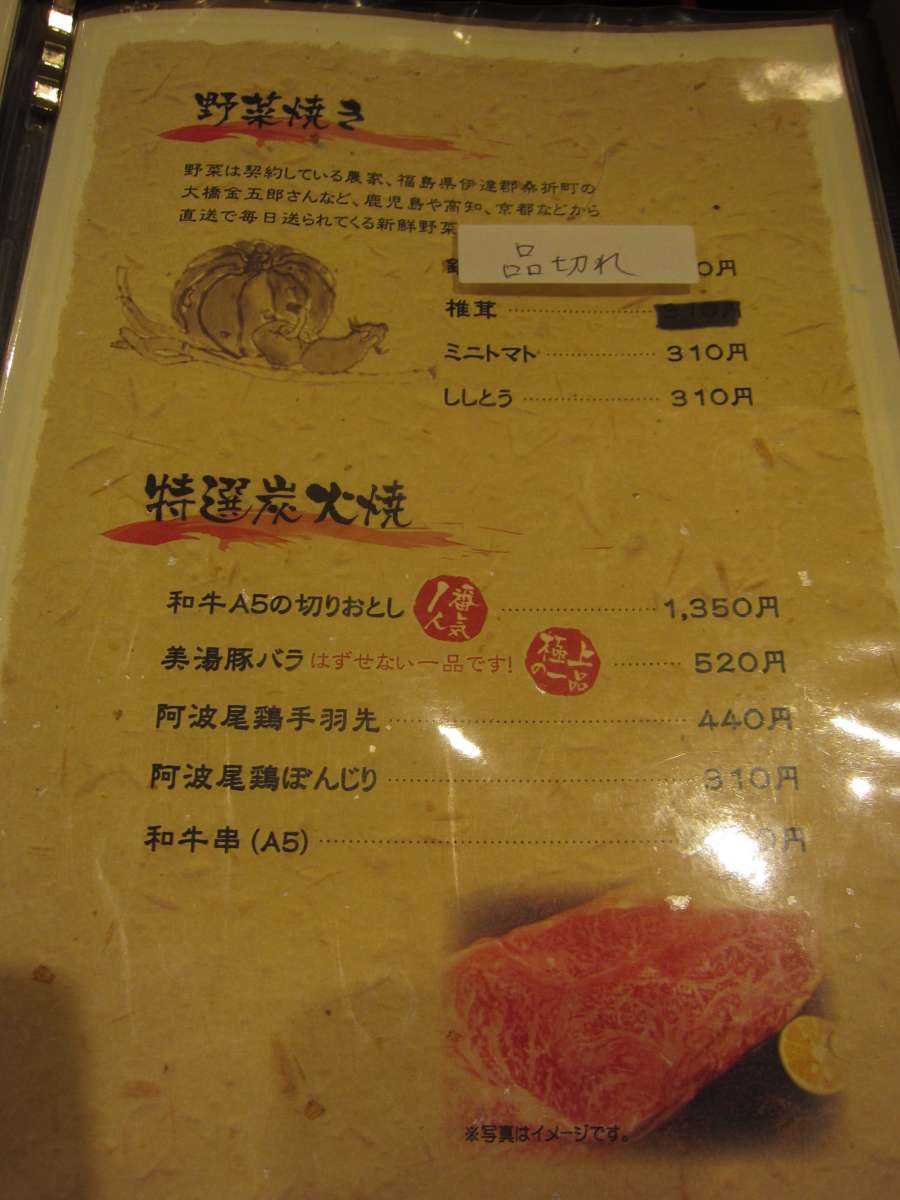 野菜焼き
野菜は契約している農家、福島県伊達郡桑折町の
大橋金五郎さんなど、鹿児島や高知、京都などから
直送で毎日送られてくる新鮮野菜
品切れ 0円
椎茸
ミニトマト 310円
ししとう 310円
特選炭火焼
和牛A5の切りおとし 1番人気 1,350円
美湯豚バラ はずせない一品です! 極上の一品 520円
阿波尾鶏手羽先 440円
阿波尾鶏ぽんじり 310円
和牛串(A5) 0円
※写真はイメージです。